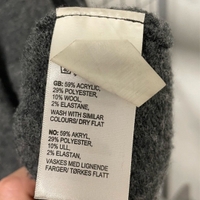 GB: 59% ACRYLIC,
29% POLYESTER,
10% WOOL,
2% ELASTANE,
WASH WITH SIMILAR
COLOURS/ DRY FLAT
NO: 59% AKRYL,
29% POLYESTER,
10% ULL,
2% ELASTAN,
VASKES MED LIGNENDE
FARGER/ TØRKES FLATT